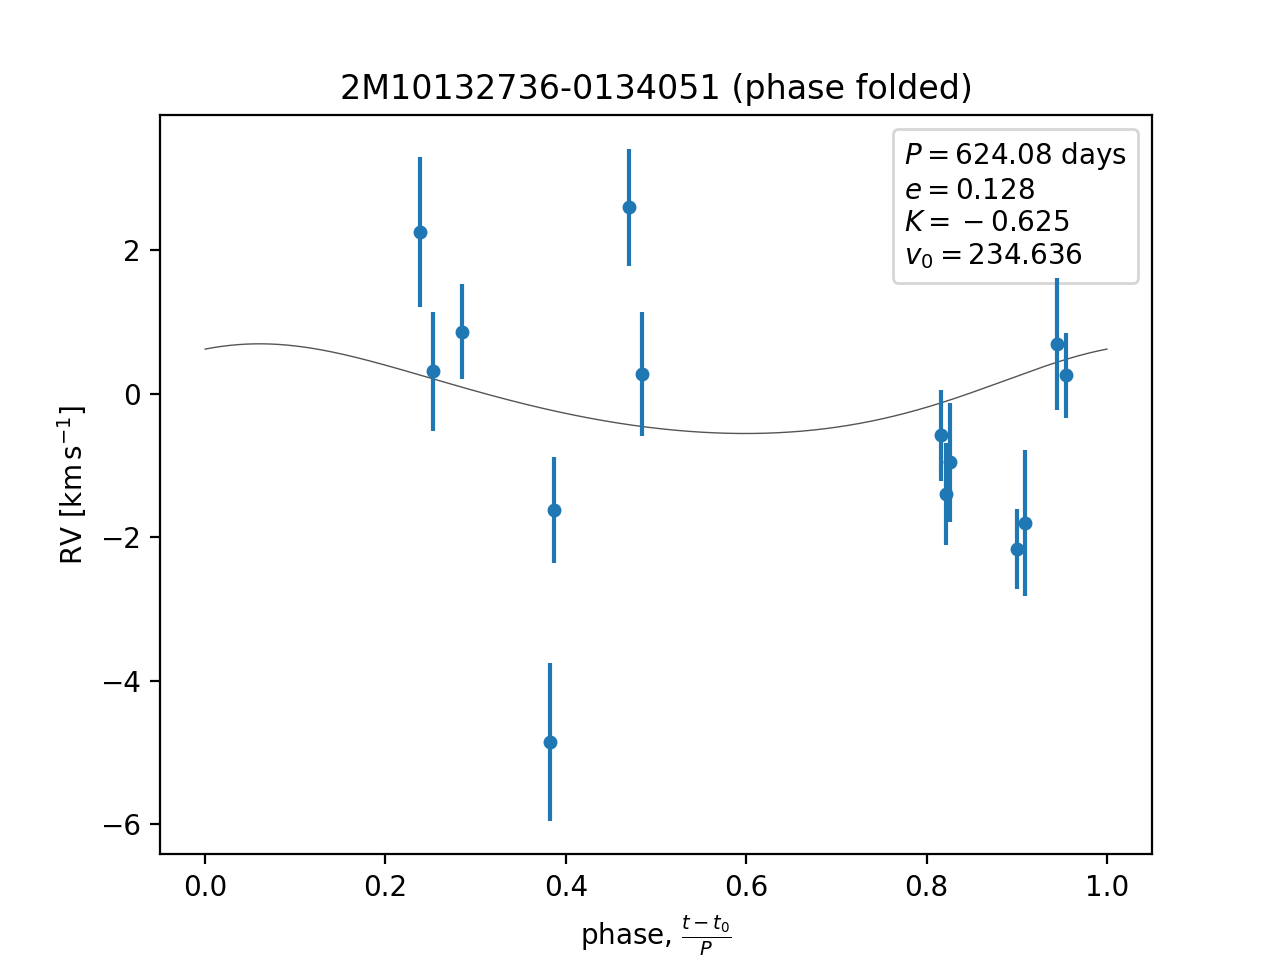 2M10132736-0134051 (phase folded)
P = 624.08 days
e = 0.128
K = −0.625
v₀ = 234.636
RV [km s⁻¹]
2
0
−2
−4
−6
0.0 0.2 0.4 0.6 0.8 1.0
phase, (t − t₀)/P